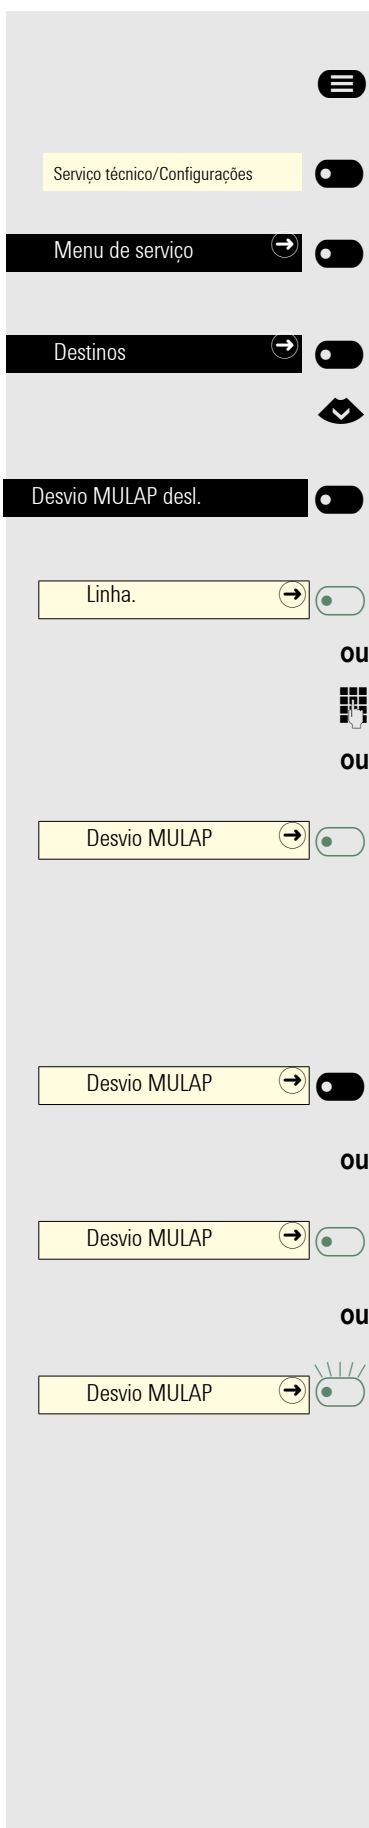 Serviço técnico/Configurações
Menu de serviço
Destinos
Desvio MULAP desl.
Linha.
ou
ou
Desvio MULAP
Desvio MULAP
ou
Desvio MULAP
ou
Desvio MULAP